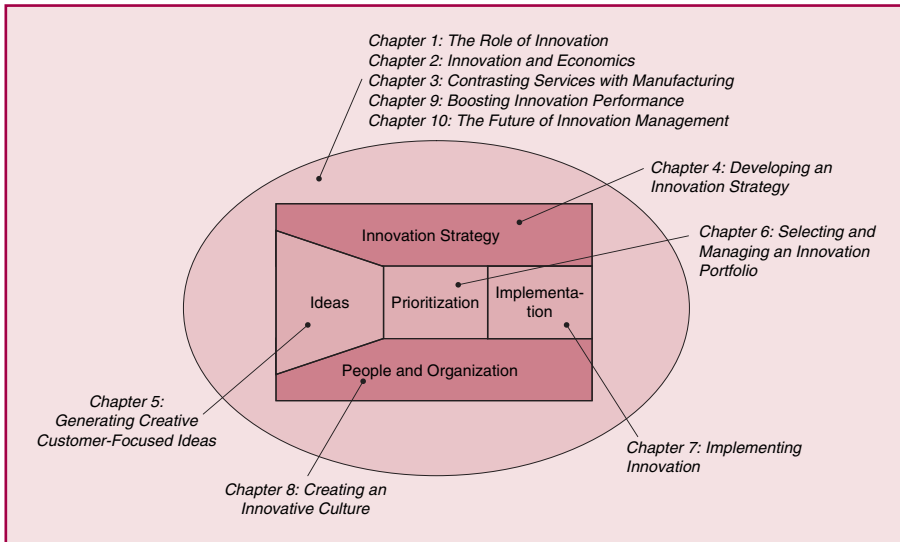 Chapter 1: The Role of Innovation
Chapter 2: Innovation and Economics
Chapter 3: Contrasting Services with Manufacturing
Chapter 9: Boosting Innovation Performance
Chapter 10: The Future of Innovation Management
Chapter 4: Developing an
Innovation Strategy
Chapter 6: Selecting and
Managing an Innovation
Portfolio
Innovation Strategy
Ideas
Prioritization
Implementa-
tion
People and Organization
Chapter 5:
Generating Creative
Customer-Focused Ideas
Chapter 7: Implementing
Innovation
Chapter 8: Creating an
Innovative Culture